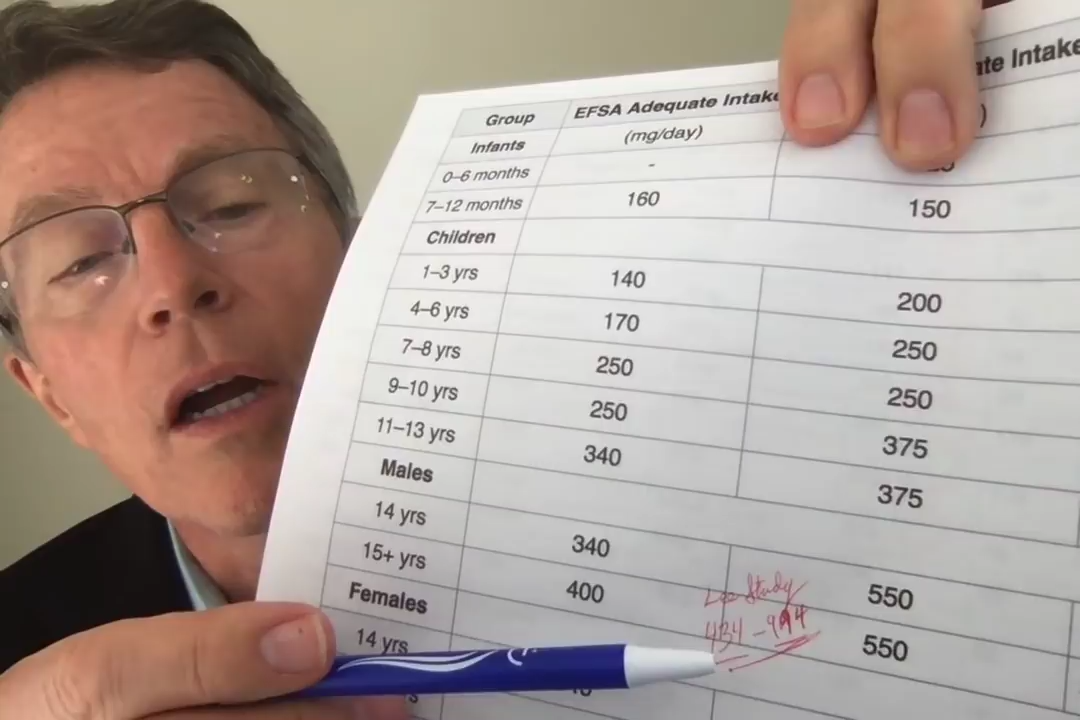 Group EFSA Adequate Intake ate Intake
Infants (mg/day) )
0–6 months -
7–12 months 160 150
Children
1–3 yrs 140 200
4–6 yrs 170 250
7–8 yrs 250 250
9–10 yrs 250 375
11–13 yrs 340 375
Males
14 yrs 340 550
15+ yrs 400 550
Females
14 yrs
Lee Study
434 - 994